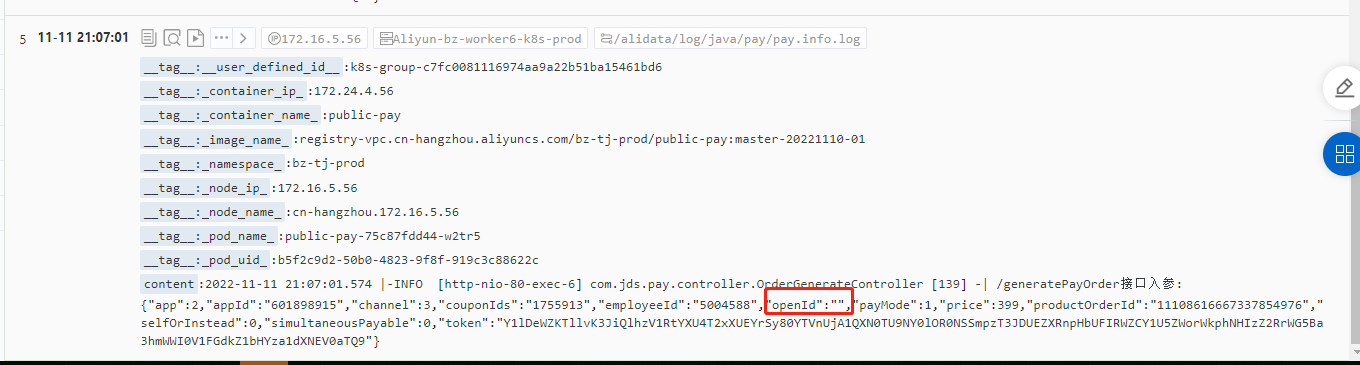 5 11-11 21:07:01 172.16.5.56 Aliyun-bz-worker6-k8s-prod /alidata/log/java/pay/pay.info.log
__tag__:__user_defined_id__ :k8s-group-c7fc0081116974aa9a22b51ba15461bd6
__tag__:_container_ip_ :172.24.4.56
__tag__:_container_name_ :public-pay
__tag__:_image_name_ :registry-vpc.cn-hangzhou.aliyuncs.com/bz-tj-prod/public-pay:master-20221110-01
__tag__:_namespace_ :bz-tj-prod
__tag__:_node_ip_ :172.16.5.56
__tag__:_node_name_ :cn-hangzhou.172.16.5.56
__tag__:_pod_name_ :public-pay-75c87fdd44-w2tr5
__tag__:_pod_uid_ :b5f2c9d2-50b0-4823-9f8f-919c3c88622c
content :2022-11-11 21:07:01.574 |-INFO [http-nio-80-exec-6] com.jds.pay.controller.OrderGenerateController [139] -| /generatePayOrder接口入参:
{"app":2,"appId":"601898915","channel":3,"couponIds":"1755913","employeeId":"5004588","openId":"","payMode":1,"price":399,"productOrderId":"11108616667337854976","
selfOrInstead":0,"simultaneousPayable":0,"token":"Y1lDeWZKTllvK3JiQlhzV1RtYXU4T2xXUEYrSy80YTVnUjA1QXN0TU9NY0lOR0NSSmpzT3JDUEZXRnpHbUFIRWZCY1U5ZWorWkphNHIzZ2RrWG5Ba
3hmWWI0V1FGdkZ1bHYza1dXNEV0aTQ9"}